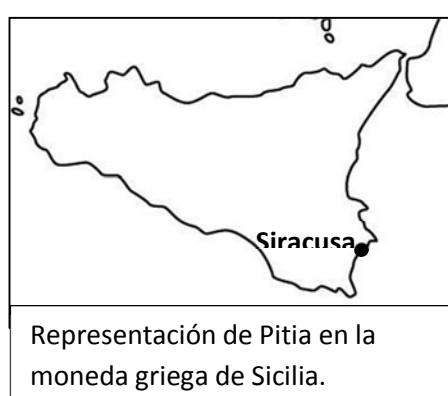 Siracusa
Representación de Pitia en la
moneda griega de Sicilia.